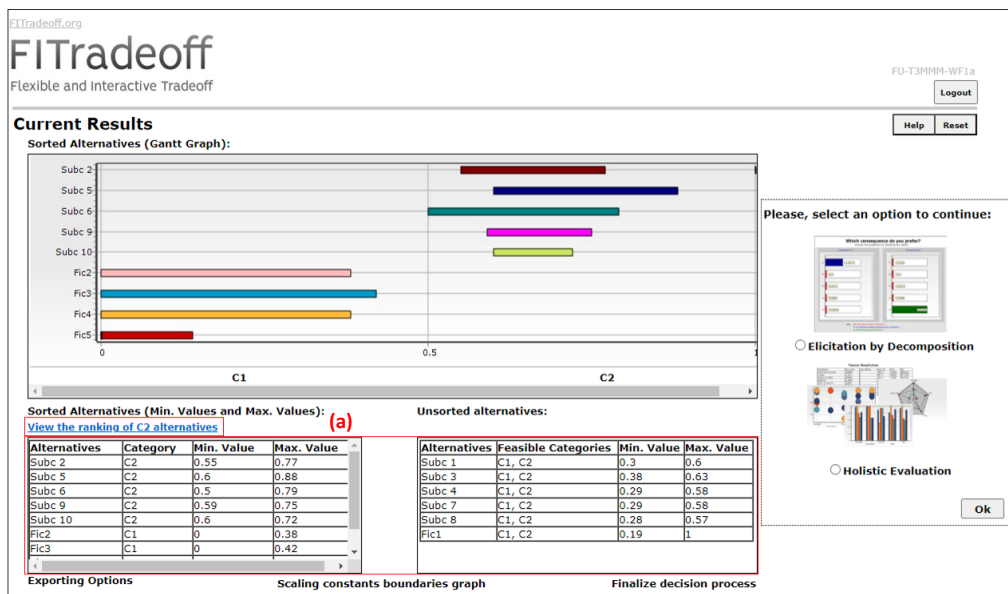 FITradeoff.org
FITradeoff
Flexible and Interactive Tradeoff
FU-T3MMM-WF1a
Logout
Current Results
Help Reset
Sorted Alternatives (Gantt Graph):
Subc 2
Subc 5
Subc 6
Subc 9
Subc 10
Fic2
Fic3
Fic4
Fic5
0 0.5 1
C1 C2
Please, select an option to continue:
Which consequence do you prefer?
Elicitation by Decomposition
Holistic Evaluation
Ok
Sorted Alternatives (Min. Values and Max. Values): (a) Unsorted alternatives:
View the ranking of C2 alternatives
Alternatives Category Min. Value Max. Value
Subc 2 C2 0.55 0.77
Subc 5 C2 0.6 0.88
Subc 6 C2 0.5 0.79
Subc 9 C2 0.59 0.75
Subc 10 C2 0.6 0.72
Fic2 C1 0 0.38
Fic3 C1 0 0.42
Alternatives Feasible Categories Min. Value Max. Value
Subc 1 C1, C2 0.3 0.6
Subc 3 C1, C2 0.38 0.63
Subc 4 C1, C2 0.29 0.58
Subc 7 C1, C2 0.29 0.58
Subc 8 C1, C2 0.28 0.57
Fic1 C1, C2 0.19 1
Exporting Options Scaling constants boundaries graph Finalize decision process